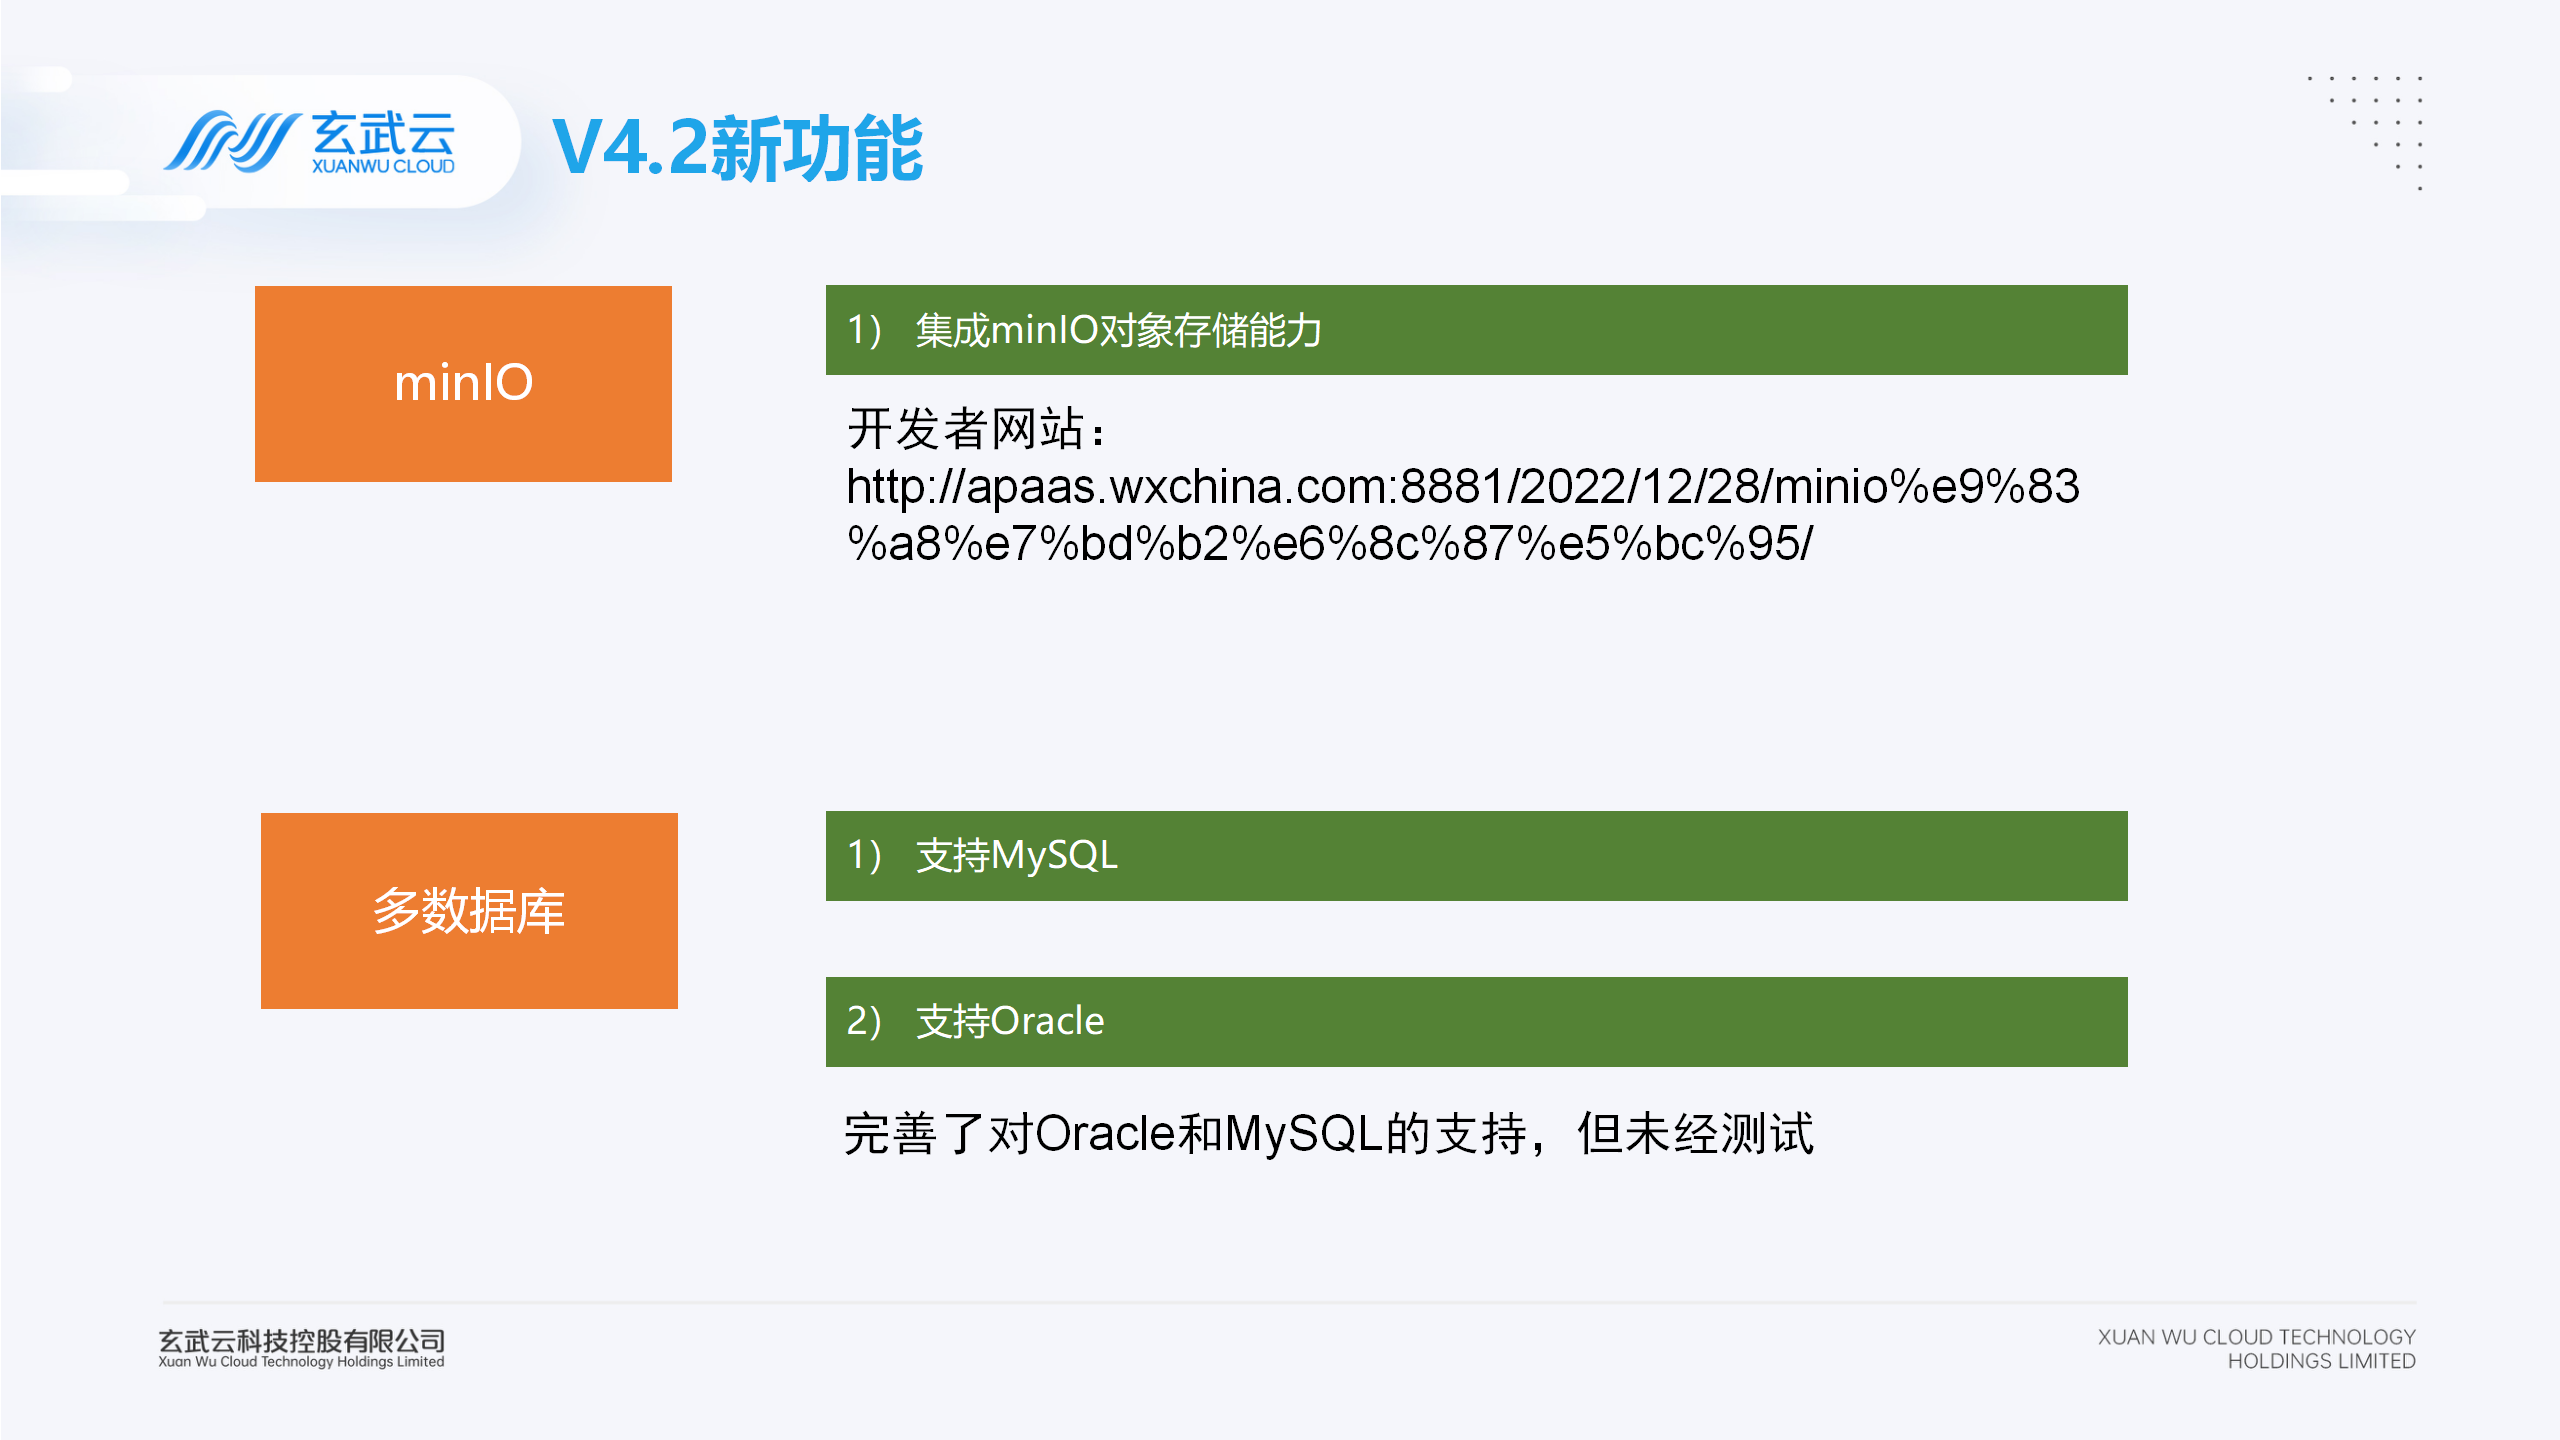 玄武云
XUANWU CLOUD
V4.2新功能
minIO
1） 集成minIO对象存储能力
开发者网站：
http://apaas.wxchina.com:8881/2022/12/28/minio%e9%83
%a8%e7%bd%b2%e6%8c%87%e5%bc%95/
多数据库
1） 支持MySQL
2） 支持Oracle
完善了对Oracle和MySQL的支持，但未经测试
玄武云科技控股有限公司
Xuan Wu Cloud Technology Holdings Limited
XUAN WU CLOUD TECHNOLOGY
HOLDINGS LIMITED